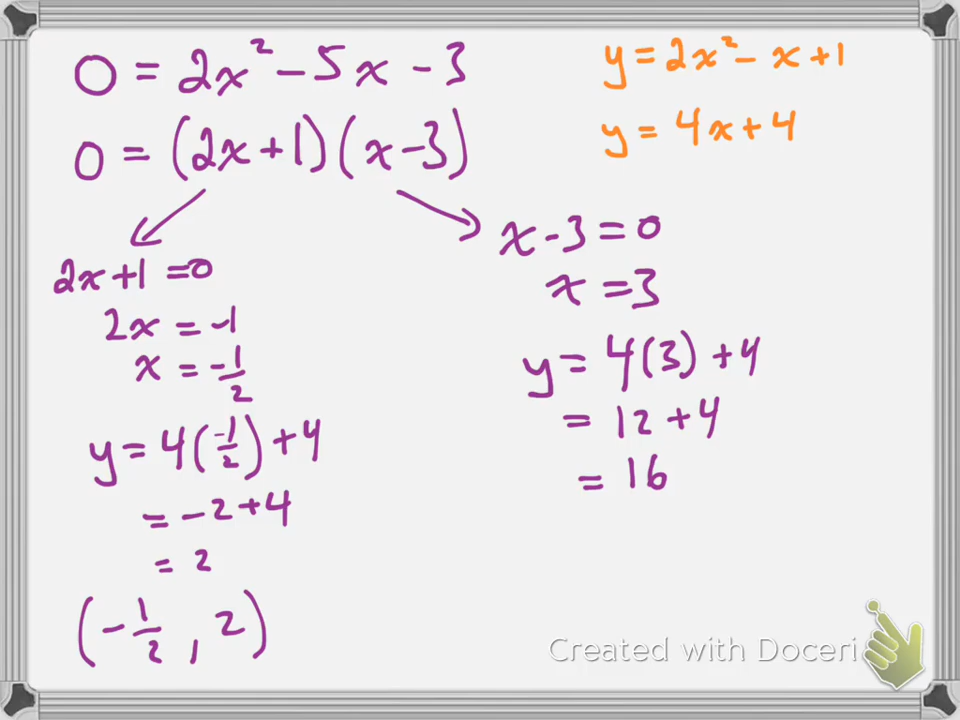 0 = 2x² - 5x - 3
0 = (2x+1)(x-3)
y = 2x² - x + 1
y = 4x + 4
2x+1 = 0
2x = -1
x = -1/2
y = 4(-1/2) + 4
= -2 + 4
= 2
(-1/2, 2)
x - 3 = 0
x = 3
y = 4(3) + 4
= 12 + 4
= 16
Created with Doceri